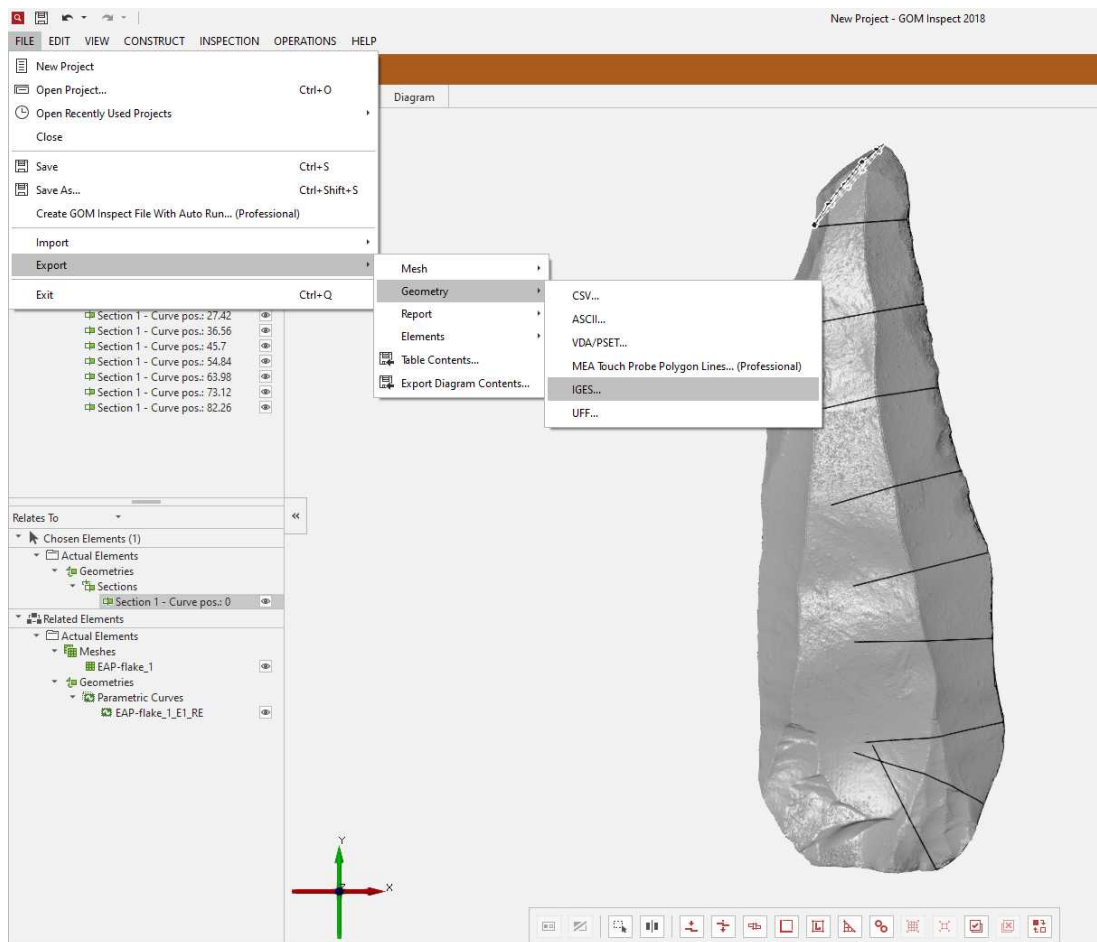 New Project - GOM Inspect 2018
FILE EDIT VIEW CONSTRUCT INSPECTION OPERATIONS HELP
New Project
Open Project... Ctrl+O
Open Recently Used Projects
Close
Save Ctrl+S
Save As... Ctrl+Shift+S
Create GOM Inspect File With Auto Run... (Professional)
Import
Export
Exit Ctrl+Q
Diagram
Mesh
Geometry
Report
Elements
Table Contents...
Export Diagram Contents...
CSV...
ASCII...
VDA/PSET...
MEA Touch Probe Polygon Lines... (Professional)
IGES...
UFF...
Section 1 - Curve pos.: 27.42
Section 1 - Curve pos.: 36.56
Section 1 - Curve pos.: 45.7
Section 1 - Curve pos.: 54.84
Section 1 - Curve pos.: 63.98
Section 1 - Curve pos.: 73.12
Section 1 - Curve pos.: 82.26
Relates To
Chosen Elements (1)
Actual Elements
Geometries
Sections
Section 1 - Curve pos.: 0
Related Elements
Actual Elements
Meshes
EAP-flake_1
Geometries
Parametric Curves
EAP-flake_1_E1_RE
Y
Z
X